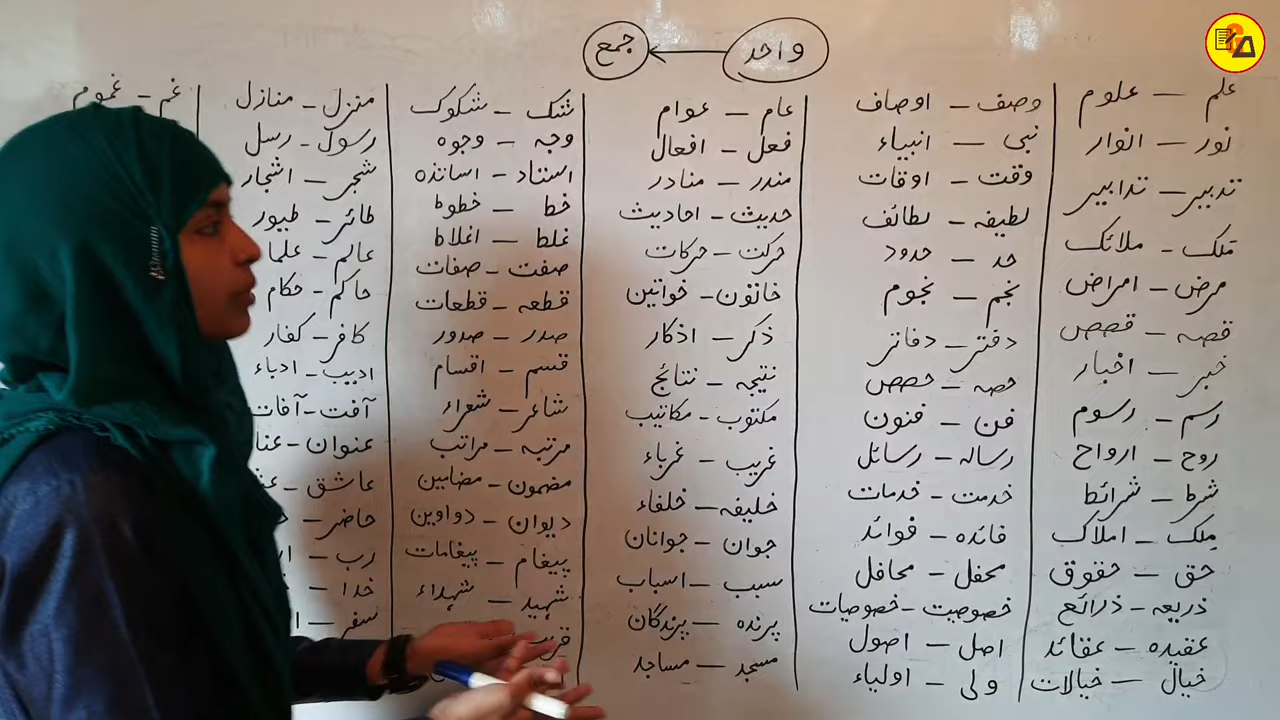 واحد ← جمع
علم – علوم
نور – انوار
تدبیر – تدابیر
مَلک – ملائک
مرض – امراض
قصہ – قصص
خبر – اخبار
رسم – رسوم
روح – ارواح
شرط – شرائط
مِلک – املاک
حق – حقوق
ذریعہ – ذرائع
عقیدہ – عقائد
خیال – خیالات
وصف – اوصاف
نبی – انبیاء
وقت – اوقات
لطیفہ – لطائف
حد – حدود
نجم – نجوم
دفتر – دفاتر
حصہ – حصص
فن – فنون
رسالہ – رسائل
خدمت – خدمات
فائدہ – فوائد
محفل – محافل
خصوصیت – خصوصیات
اصل – اصول
ولی – اولیاء
عام – عوام
فعل – افعال
مندر – منادر
حدیث – احادیث
حرکت – حرکات
خاتون – خواتین
ذکر – اذکار
نتیجہ – نتائج
مکتوب – مکاتیب
غریب – غرباء
خلیفہ – خلفاء
جوان – جوانان
سبب – اسباب
پرندہ – پرندگان
مسجد – مساجد
شک – شکوک
وجہ – وجوہ
استاد – اساتذہ
خط – خطوط
غلط – اغلاط
صفت – صفات
قطعہ – قطعات
صدر – صدور
قسم – اقسام
شاعر – شعراء
مرتبہ – مراتب
مضمون – مضامین
دیوان – دواوین
پیغام – پیغامات
شہید – شہداء
منزل – منازل
رسول – رسل
شجر – اشجار
طائر – طیور
عالم – علما
حاکم – حکام
کافر – کفار
ادیب – ادباء
آفت – آفات
عنوان –
عاشق –
حاضر –
رب –
خدا –
سفر –
غم – غموم